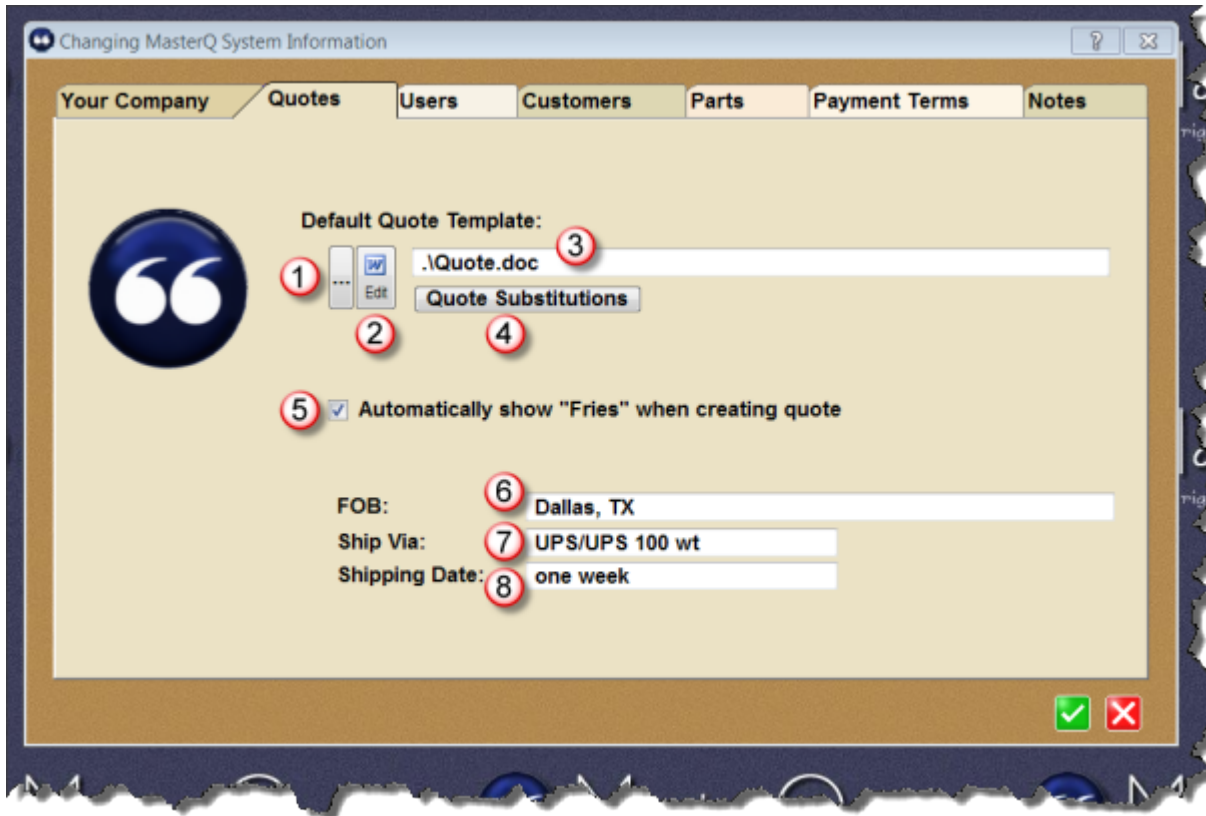 Changing MasterQ System Information
Your Company Quotes Users Customers Parts Payment Terms Notes
Default Quote Template:
3
1 ... Edit .\Quote.doc
Quote Substitutions
2 4
5 Automatically show "Fries" when creating quote
FOB: 6 Dallas, TX
Ship Via: 7 UPS/UPS 100 wt
Shipping Date: 8 one week